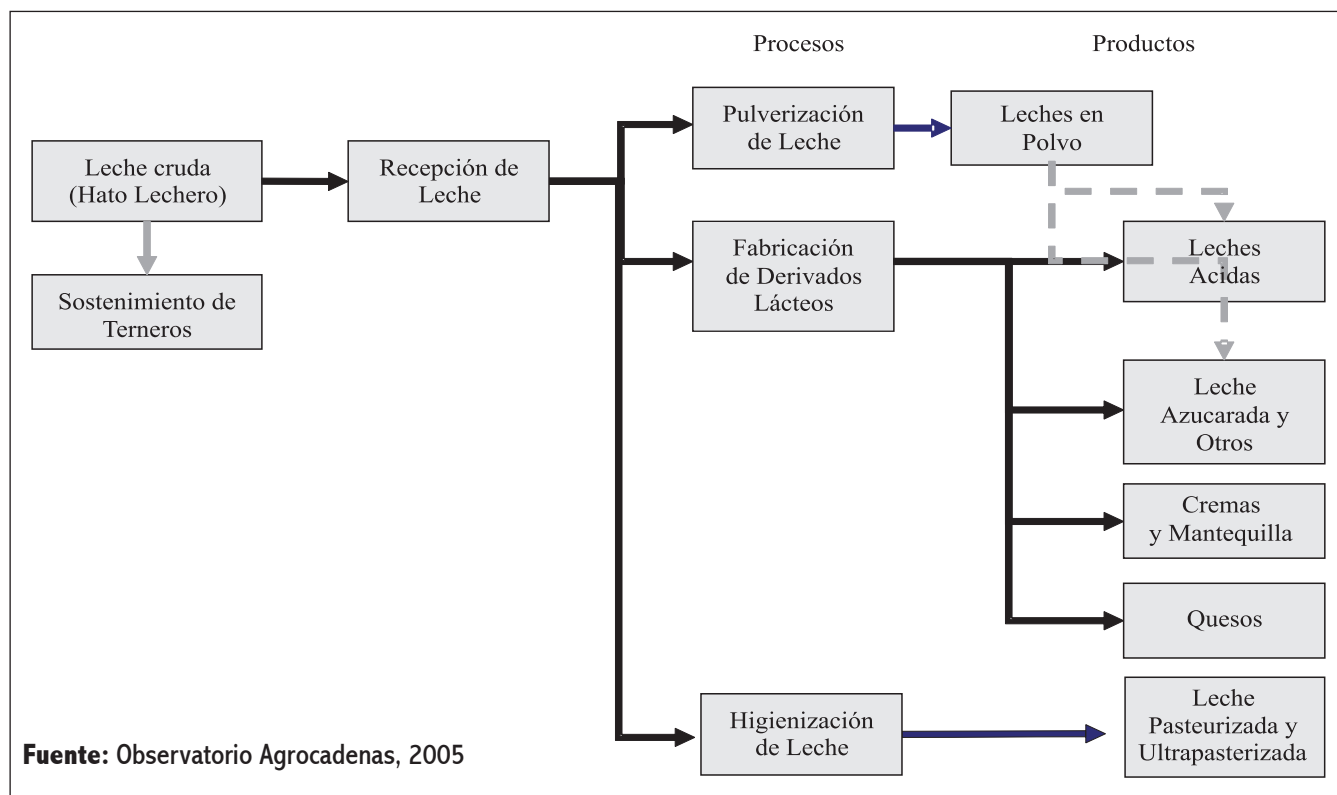 Procesos
Productos
Pulverización
de Leche
Leches en
Polvo
Leche cruda
(Hato Lechero)
Recepción de
Leche
Sostenimiento de
Terneros
Fabricación
de Derivados
Lácteos
Leches
Acidas
Leche
Azucarada y
Otros
Cremas
y Mantequilla
Quesos
Higienización
de Leche
Leche
Pasteurizada y
Ultrapasterizada
Fuente: Observatorio Agrocadenas, 2005